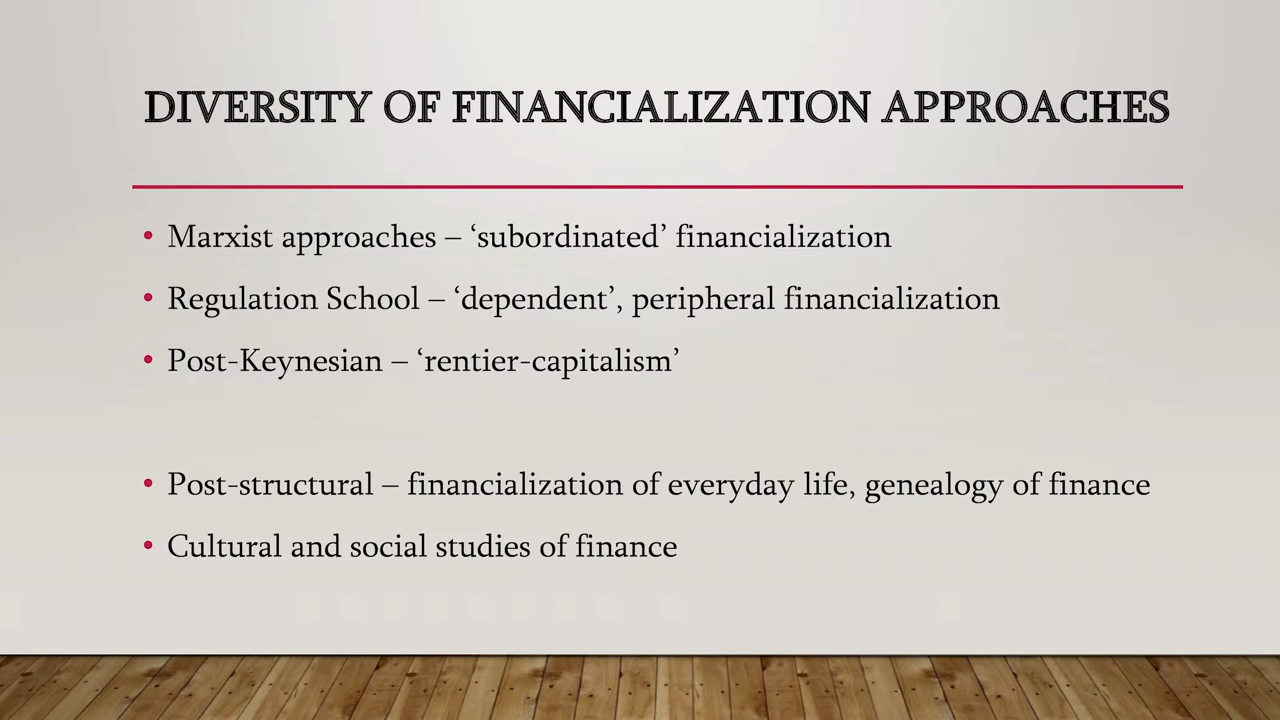 DIVERSITY OF FINANCIALIZATION APPROACHES
• Marxist approaches – ‘subordinated’ financialization
• Regulation School – ‘dependent’, peripheral financialization
• Post-Keynesian – ‘rentier-capitalism’
• Post-structural – financialization of everyday life, genealogy of finance
• Cultural and social studies of finance